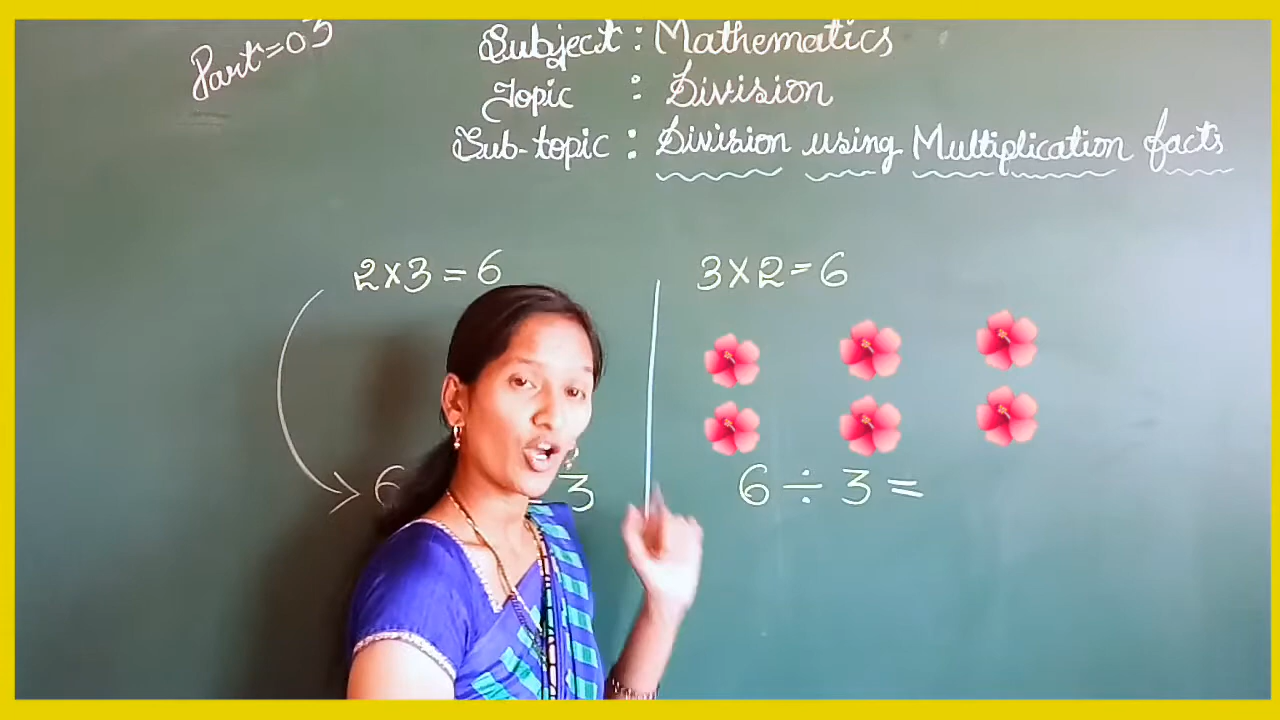 Part=03
Subject : Mathematics
Topic : Division
Sub-topic : Division using Multiplication facts
2×3=6
3×2=6
6 3
6÷3=